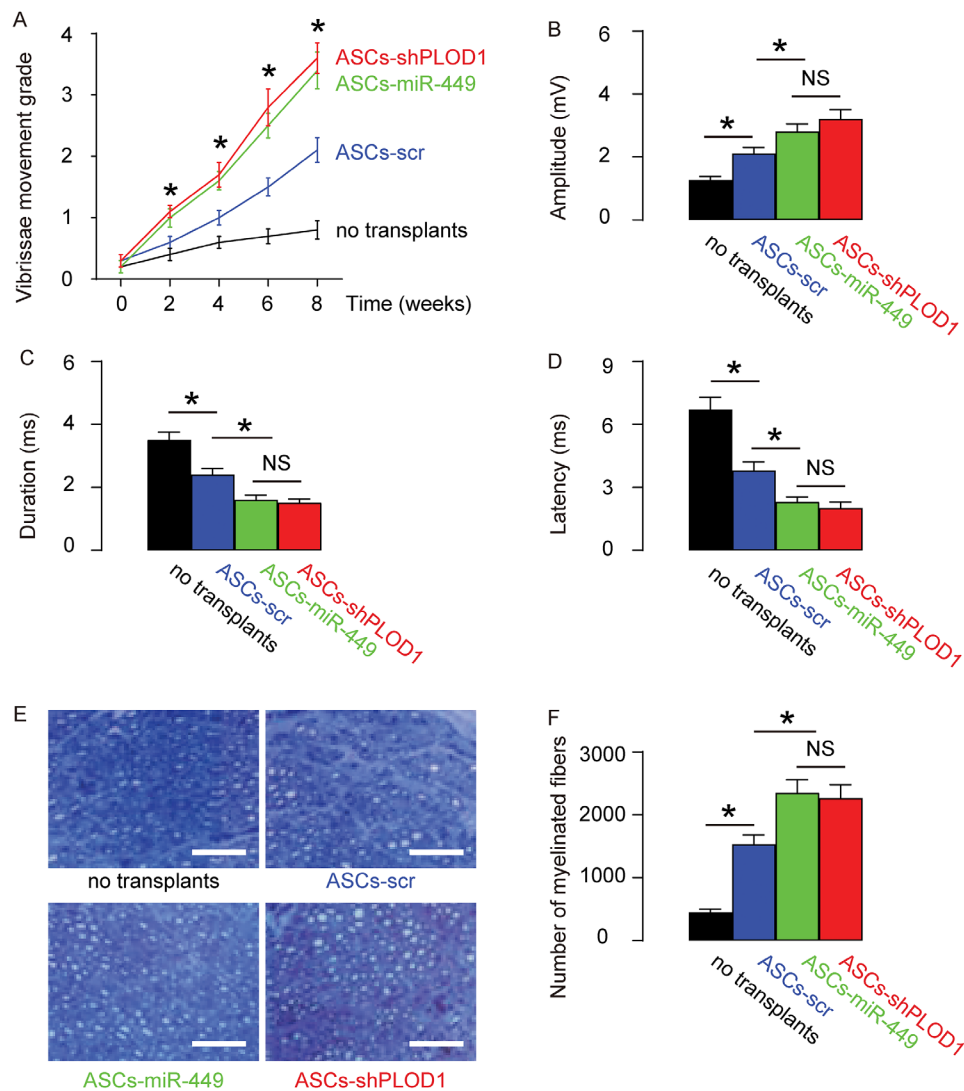 A
Vibrissae movement grade
4
3
2
1
0
* * * * *
ASCs-shPLOD1
ASCs-miR-449
ASCs-scr
no transplants
0 2 4 6 8 Time (weeks)
B
Amplitude (mV)
6
4
2
0
*
*
NS
no transplants
ASCs-scr
ASCs-miR-449
ASCs-shPLOD1
C
Duration (ms)
6
4
2
0
*
*
NS
no transplants
ASCs-scr
ASCs-miR-449
ASCs-shPLOD1
D
Latency (ms)
9
6
3
0
*
*
NS
no transplants
ASCs-scr
ASCs-miR-449
ASCs-shPLOD1
E
no transplants
ASCs-scr
ASCs-miR-449
ASCs-shPLOD1
F
Number of myelinated fibers
3000
2000
1000
0
*
*
NS
no transplants
ASCs-scr
ASCs-miR-449
ASCs-shPLOD1